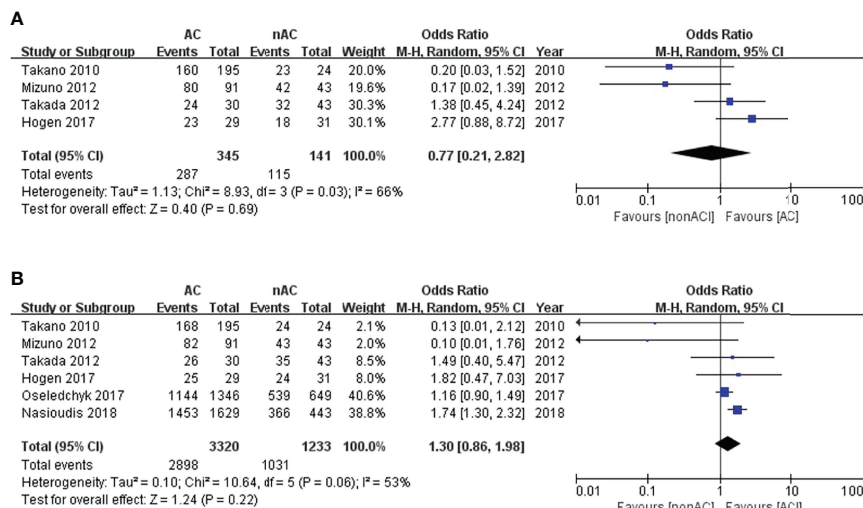 A
AC nAC Odds Ratio Odds Ratio
Study or Subgroup Events Total Events Total Weight M-H, Random, 95% CI Year M-H, Random, 95% CI
Takano 2010 160 195 23 24 20.0% 0.20 [0.03, 1.52] 2010
Mizuno 2012 80 91 42 43 19.6% 0.17 [0.02, 1.39] 2012
Takada 2012 24 30 32 43 30.3% 1.38 [0.45, 4.24] 2012
Hogen 2017 23 29 18 31 30.1% 2.77 [0.88, 8.72] 2017
Total (95% CI) 345 141 100.0% 0.77 [0.21, 2.82]
Total events 287 115
Heterogeneity: Tau² = 1.13; Chi² = 8.93, df = 3 (P = 0.03); I² = 66%
Test for overall effect: Z = 0.40 (P = 0.69)
0.01 0.1 1 10 100
Favours [nonACI] Favours [AC]
B
AC nAC Odds Ratio Odds Ratio
Study or Subgroup Events Total Events Total Weight M-H, Random, 95% CI Year M-H, Random, 95% CI
Takano 2010 168 195 24 24 2.1% 0.13 [0.01, 2.12] 2010
Mizuno 2012 82 91 43 43 2.0% 0.10 [0.01, 1.76] 2012
Takada 2012 26 30 35 43 8.5% 1.49 [0.40, 5.47] 2012
Hogen 2017 25 29 24 31 8.0% 1.82 [0.47, 7.03] 2017
Oseledchyk 2017 1144 1346 539 649 40.6% 1.16 [0.90, 1.49] 2017
Nasioudis 2018 1453 1629 366 443 38.8% 1.74 [1.30, 2.32] 2018
Total (95% CI) 3320 1233 100.0% 1.30 [0.86, 1.98]
Total events 2898 1031
Heterogeneity: Tau² = 0.10; Chi² = 10.64, df = 5 (P = 0.06); I² = 53%
Test for overall effect: Z = 1.24 (P = 0.22)
0.01 0.1 1 10 100
Favours [nonAC] Favours [ACI]